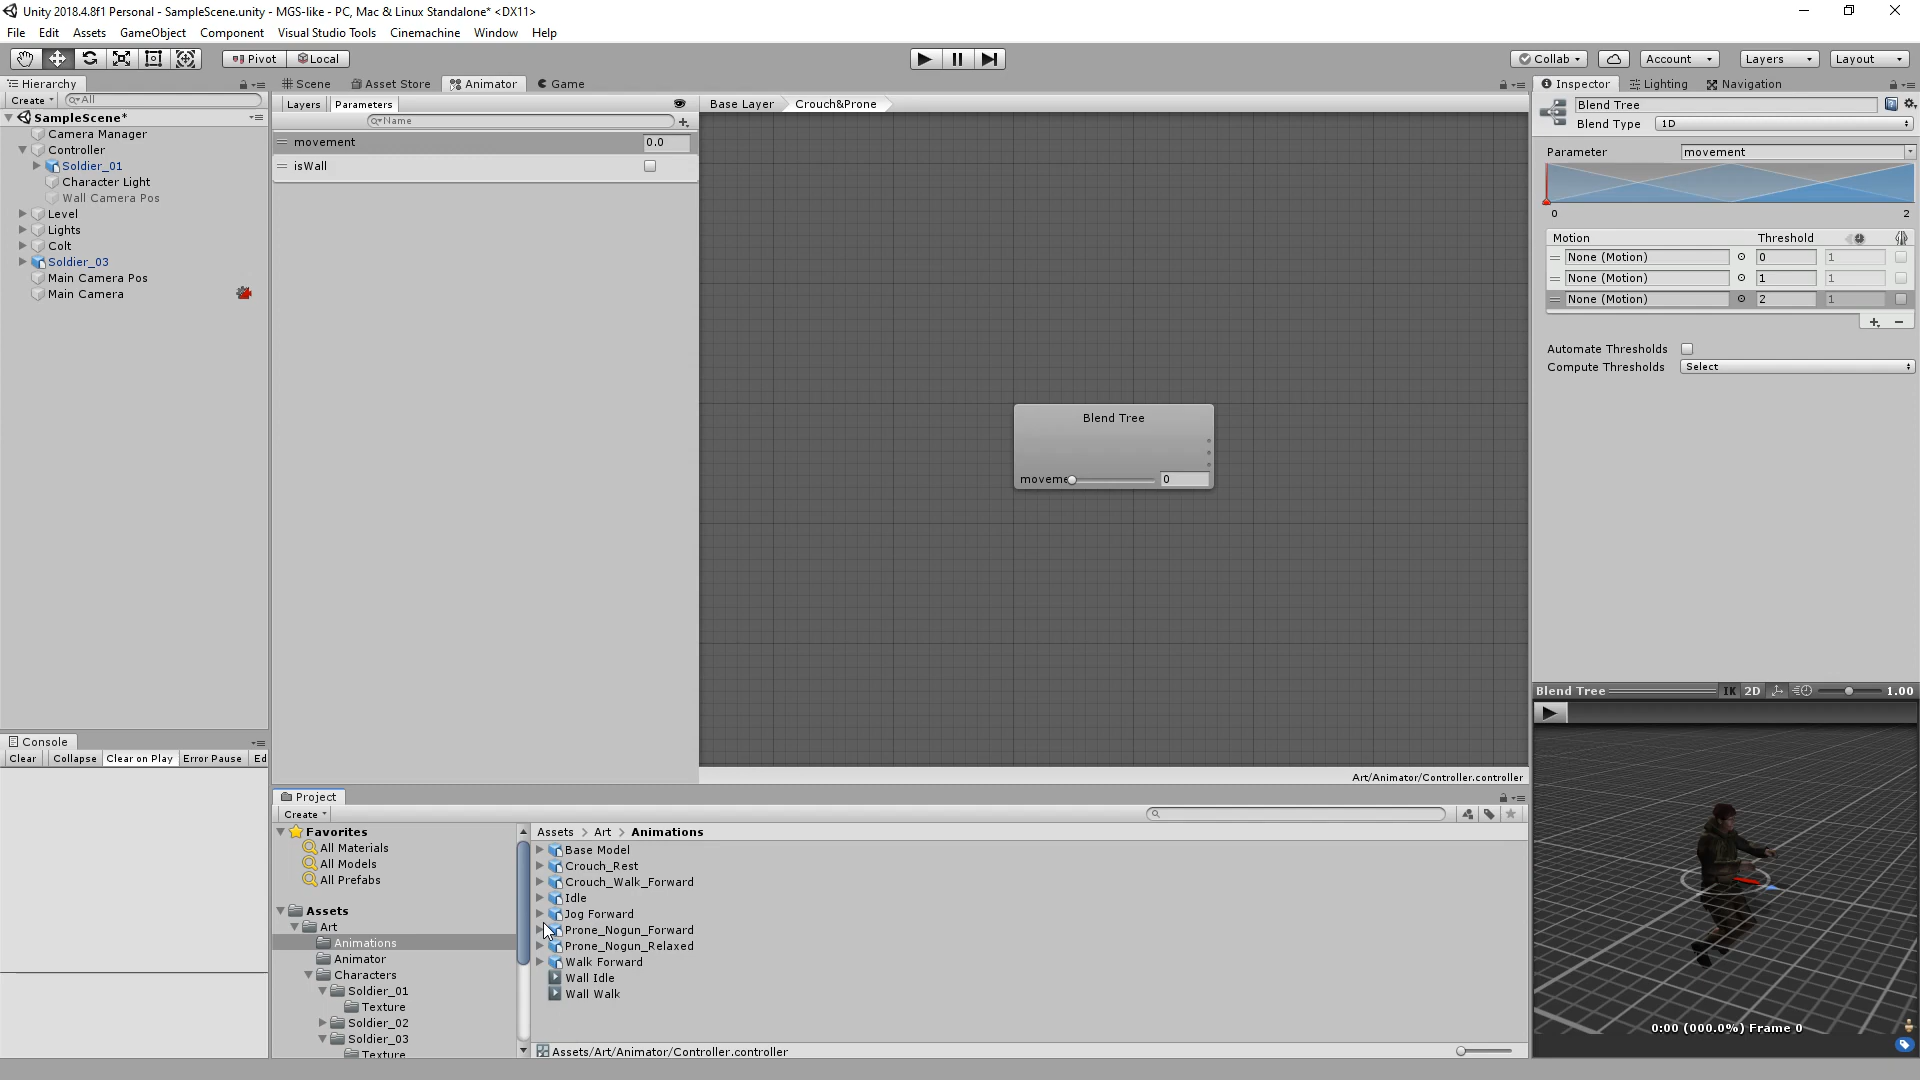 Unity 2018.4.8f1 Personal - SampleScene.unity - MGS-like - PC, Mac & Linux Standalone* <DX11>
File Edit Assets GameObject Component Visual Studio Tools Cinemachine Window Help
Pivot Local Collab Account Layers Layout
Hierarchy
Create All
SampleScene*
Camera Manager
Controller
Soldier_01
Character Light
Wall Camera Pos
Level
Lights
Colt
Soldier_03
Main Camera Pos
Main Camera
Scene Asset Store Animator Game
Layers Parameters
Name
movement 0.0
isWall
Base Layer Crouch&Prone
Blend Tree
moveme 0
Art/Animator/Controller.controller
Inspector Lighting Navigation
Blend Tree
Blend Type 1D
Parameter movement
0 2
Motion Threshold
None (Motion) 0 1
None (Motion) 1 1
None (Motion) 2 1
+ −
Automate Thresholds
Compute Thresholds Select
Blend Tree IK 2D 1.00
0:00 (000.0%) Frame 0
Console
Clear Collapse Clear on Play Error Pause Ed
Project
Create
Favorites
All Materials
All Models
All Prefabs
Assets
Art
Animations
Animator
Characters
Soldier_01
Texture
Soldier_02
Soldier_03
Texture
Assets > Art > Animations
Base Model
Crouch_Rest
Crouch_Walk_Forward
Idle
Jog Forward
Prone_Nogun_Forward
Prone_Nogun_Relaxed
Walk Forward
Wall Idle
Wall Walk
Assets/Art/Animator/Controller.controller